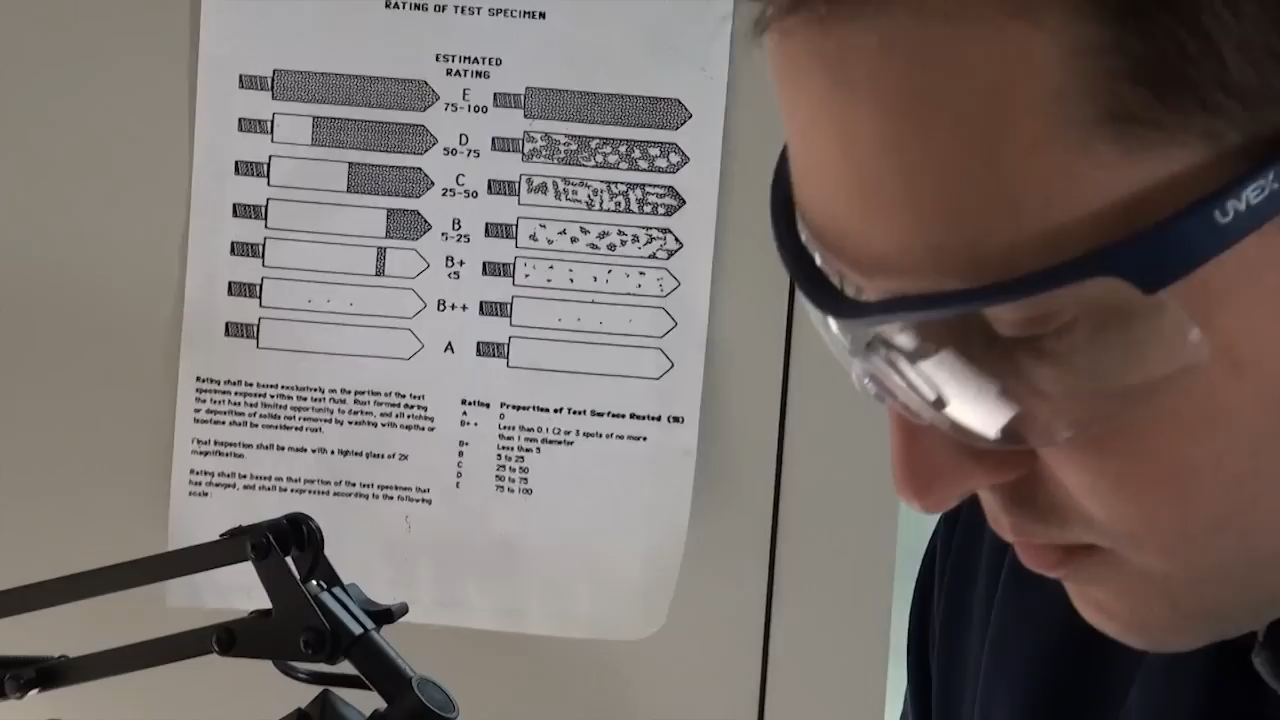 RATING OF TEST SPECIMEN
ESTIMATED
RATING
E
75-100
D
50-75
C
25-50
B
5-25
B+
<5
B++
A
Rating shall be based exclusively on the portion of the test
specimen exposed within the test fluid. Rust formed during
the test has had limited opportunity to darken, and all etching
or deposition of solids not removed by washing with naptha or
isooctane shall be considered rust.
Final inspection shall be made with a lighted glass of 2X
magnification.
Rating shall be based on that portion of the test specimen that
has changed, and shall be expressed according to the following
scale:
Rating Proportion of Test Surface Rusted (%)
A 0
B++ Less than 0.1 (2 or 3 spots of no more
than 1 mm diameter
B+ Less than 5
B 5 to 25
C 25 to 50
D 50 to 75
E 75 to 100
UVEX